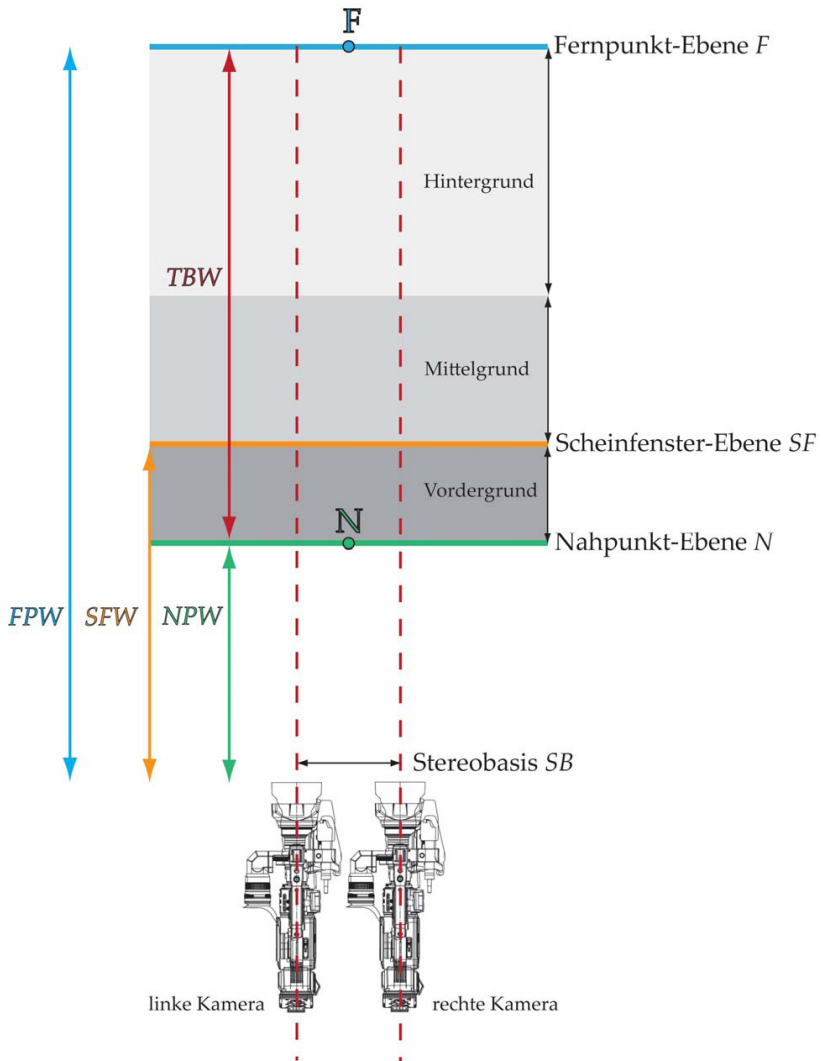 F
Fernpunkt-Ebene F
Hintergrund
TBW
Mittelgrund
Scheinfenster-Ebene SF
Vordergrund
N
Nahpunkt-Ebene N
FPW
SFW
NPW
Stereobasis SB
linke Kamera
rechte Kamera